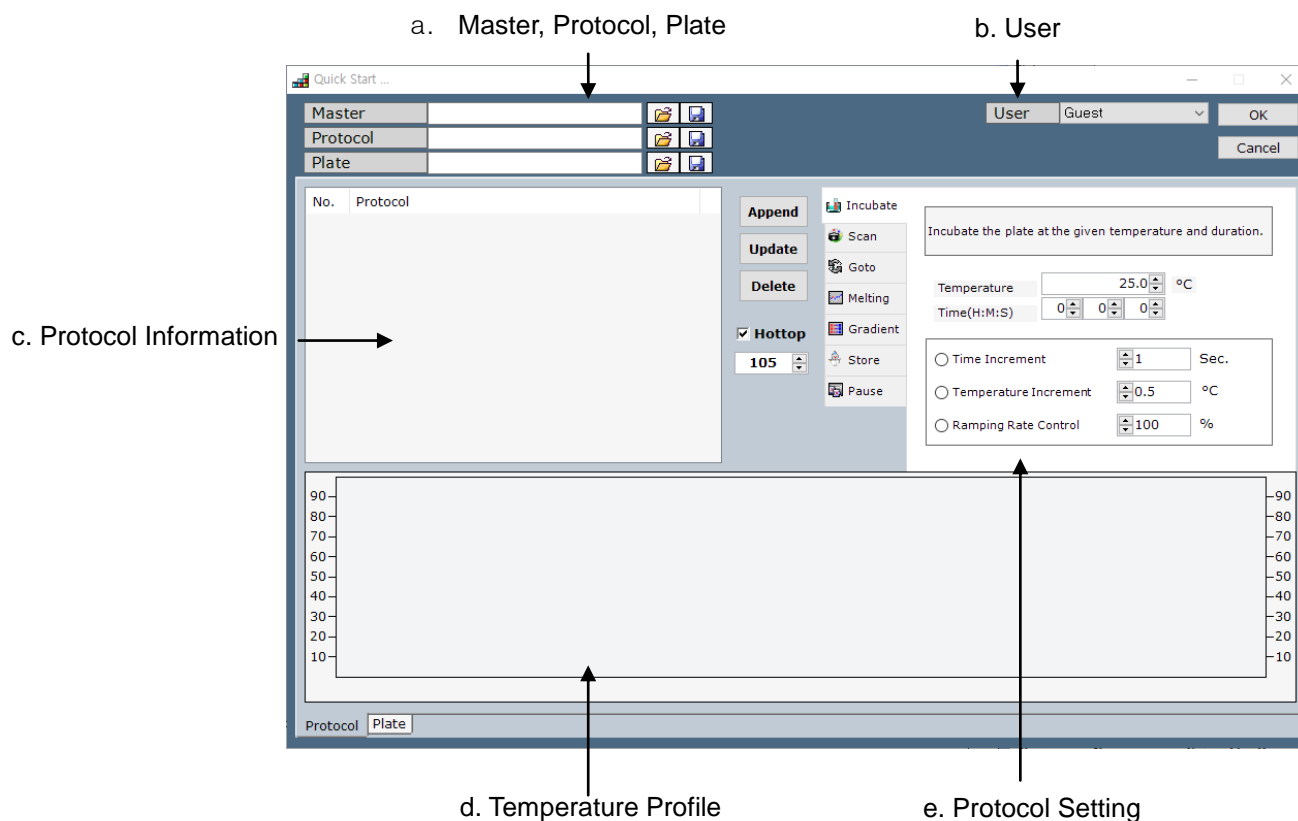 a. Master, Protocol, Plate
b. User
Quick Start ...
Master
Protocol
Plate
User Guest
OK
Cancel
No. Protocol
Append
Update
Delete
Hottop
105
Incubate
Scan
Goto
Melting
Gradient
Store
Pause
Incubate the plate at the given temperature and duration.
Temperature 25.0 °C
Time(H:M:S) 0 0 0
Time Increment 1 Sec.
Temperature Increment 0.5 °C
Ramping Rate Control 100 %
c. Protocol Information
90 90
80 80
70 70
60 60
50 50
40 40
30 30
20 20
10 10
Protocol Plate
d. Temperature Profile
e. Protocol Setting